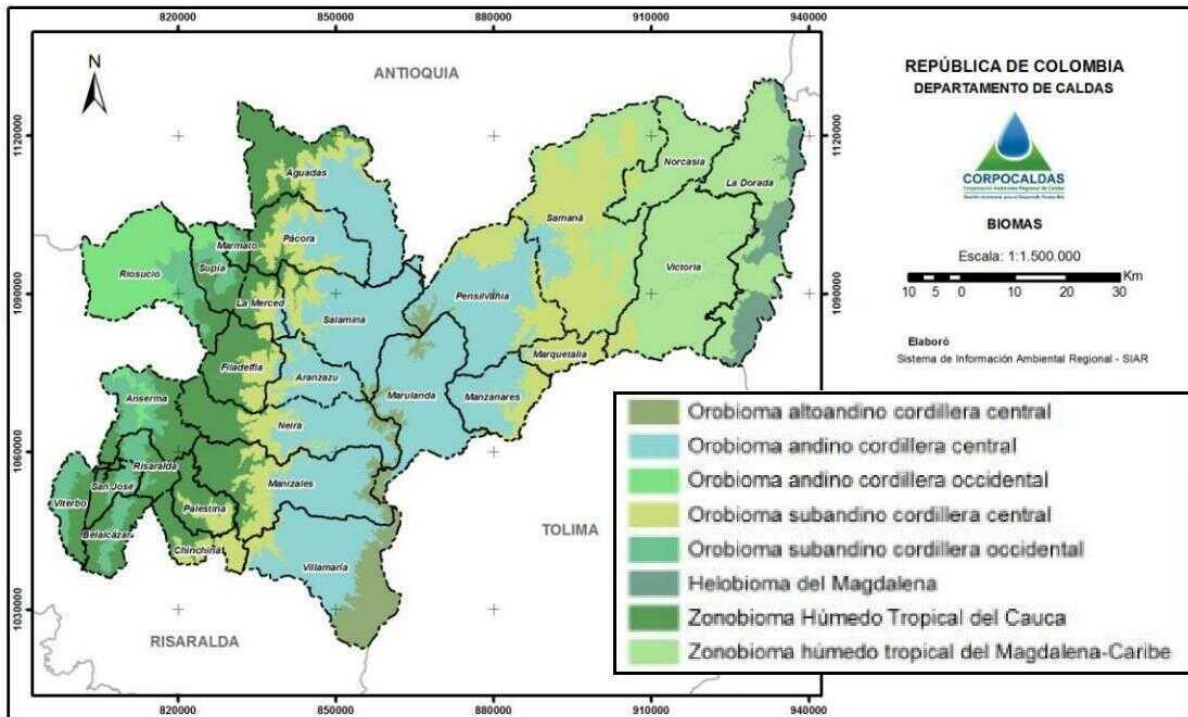 820000 850000 880000 910000 940000
N
ANTIOQUIA
REPÚBLICA DE COLOMBIA
DEPARTAMENTO DE CALDAS
CORPOCALDAS
BIOMAS
Escala: 1:1.500.000
10 5 0 10 20 30 Km
Elaboró
Sistema de Información Ambiental Regional - SIAR
1120000 1120000
1090000 1090000
1060000
1030000
Aguadas
Norcasia
La Dorada
Samaná
Pácora
Marmato
Riosucio
Supía
Victoria
Pensilvania
La Merced
Salamina
Marquetalia
Filadelfia
Aranzazu
Marulanda
Manzanares
Anserma
Neira
Risaralda
San José
Manizales
Viterbo
Palestina
Belalcázar
Chinchiná
Villamaría
TOLIMA
RISARALDA
Orobioma altoandino cordillera central
Orobioma andino cordillera central
Orobioma andino cordillera occidental
Orobioma subandino cordillera central
Orobioma subandino cordillera occidental
Helobioma del Magdalena
Zonobioma Húmedo Tropical del Cauca
Zonobioma húmedo tropical del Magdalena-Caribe
820000 850000 880000 910000 940000